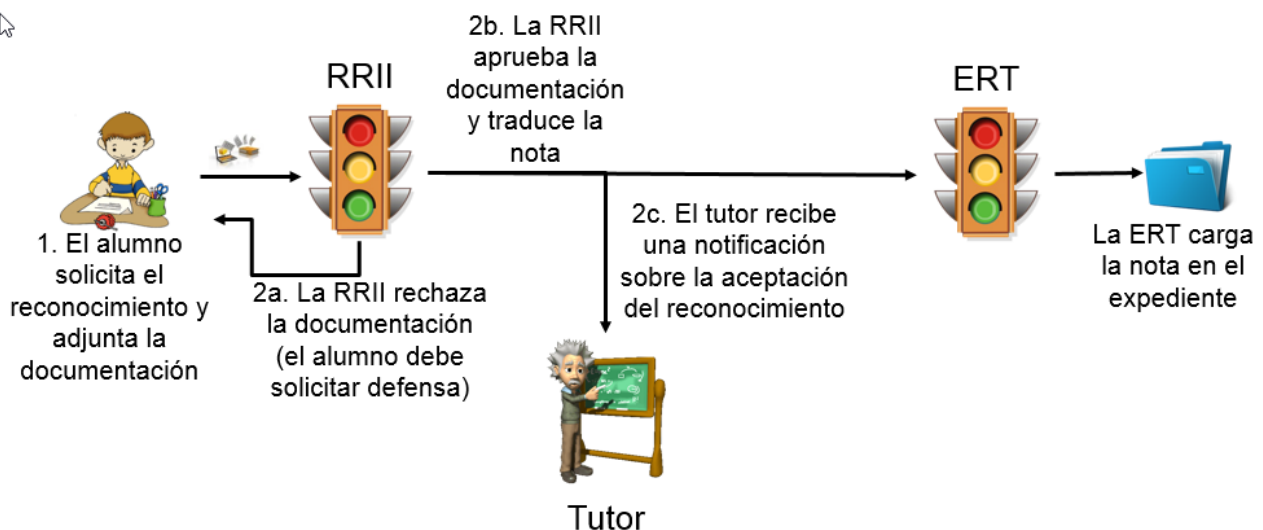 1. El alumno
solicita el
reconocimiento y
adjunta la
documentación
RRII
2a. La RRII rechaza
la documentación
(el alumno debe
solicitar defensa)
2b. La RRII
aprueba la
documentación
y traduce la
nota
2c. El tutor recibe
una notificación
sobre la aceptación
del reconocimiento
Tutor
ERT
La ERT carga
la nota en el
expediente